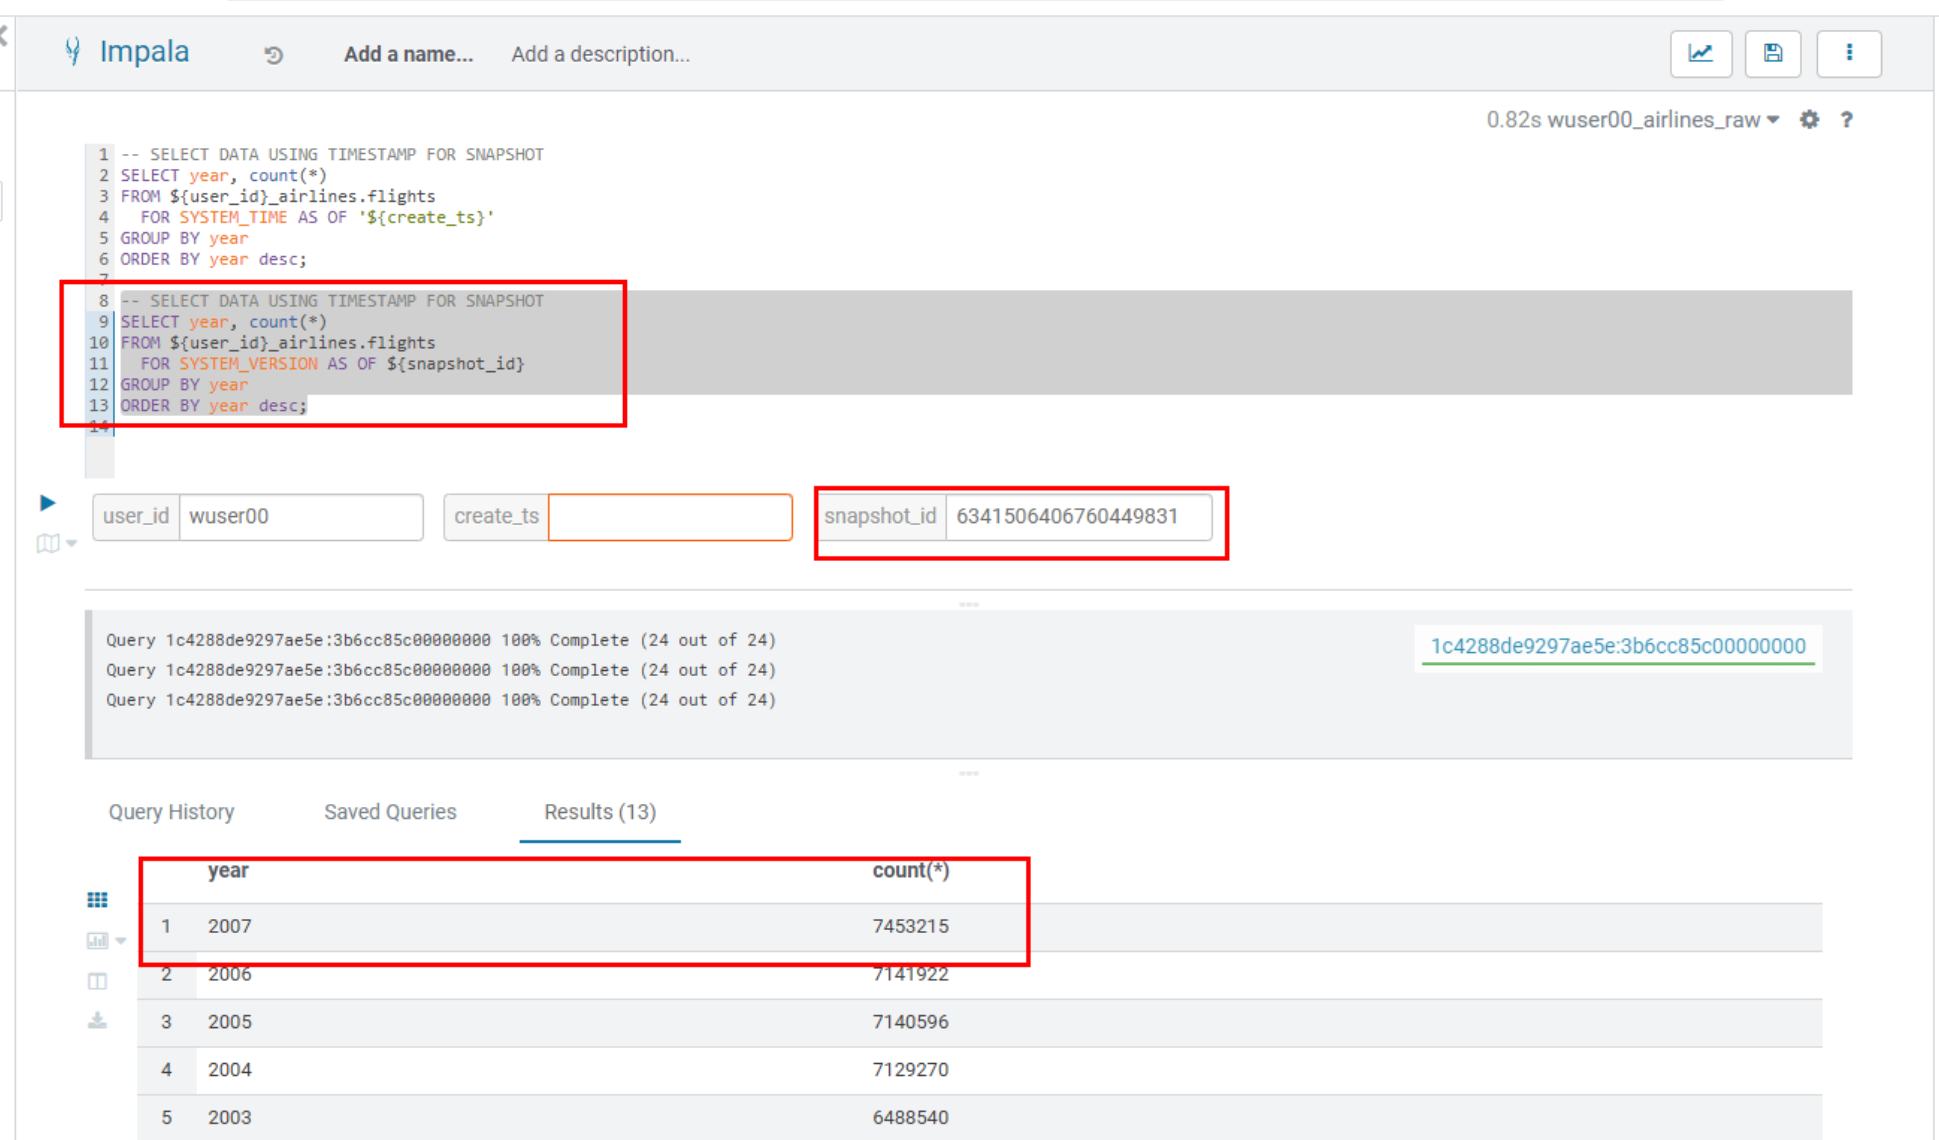 Impala Add a name... Add a description...
0.82s wuser00_airlines_raw ?
1 -- SELECT DATA USING TIMESTAMP FOR SNAPSHOT
2 SELECT year, count(*)
3 FROM ${user_id}_airlines.flights
4 FOR SYSTEM_TIME AS OF '${create_ts}'
5 GROUP BY year
6 ORDER BY year desc;
7
8 -- SELECT DATA USING TIMESTAMP FOR SNAPSHOT
9 SELECT year, count(*)
10 FROM ${user_id}_airlines.flights
11 FOR SYSTEM_VERSION AS OF ${snapshot_id}
12 GROUP BY year
13 ORDER BY year desc;
14
user_id wuser00 create_ts snapshot_id 6341506406760449831
Query 1c4288de9297ae5e:3b6cc85c00000000 100% Complete (24 out of 24)
1c4288de9297ae5e:3b6cc85c00000000
Query 1c4288de9297ae5e:3b6cc85c00000000 100% Complete (24 out of 24)
Query 1c4288de9297ae5e:3b6cc85c00000000 100% Complete (24 out of 24)
Query History Saved Queries Results (13)
year count(*)
1 2007 7453215
2 2006 7141922
3 2005 7140596
4 2004 7129270
5 2003 6488540